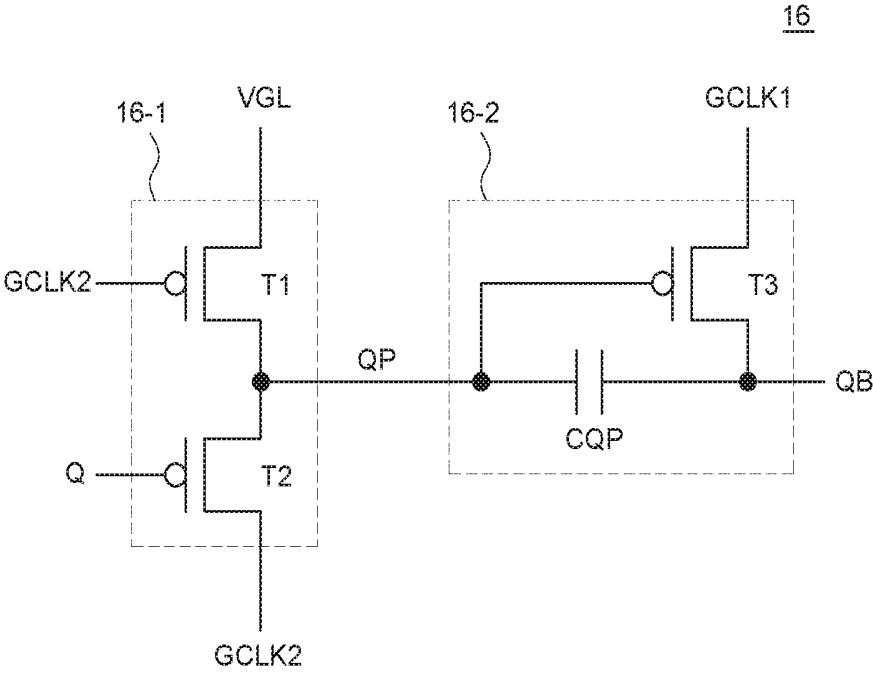 16
16-1
VGL
16-2
GCLK1
GCLK2
T1
T3
QP
QB
CQP
Q
T2
GCLK2